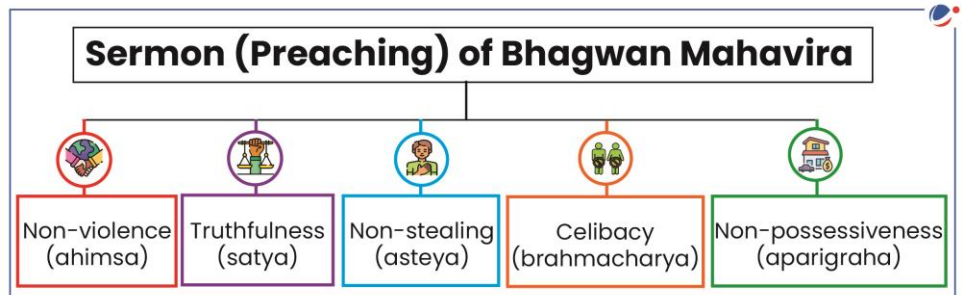 Sermon (Preaching) of Bhagwan Mahavira
Non-violence
(ahimsa)
Truthfulness
(satya)
Non-stealing
(asteya)
Celibacy
(brahmacharya)
Non-possessiveness
(aparigraha)